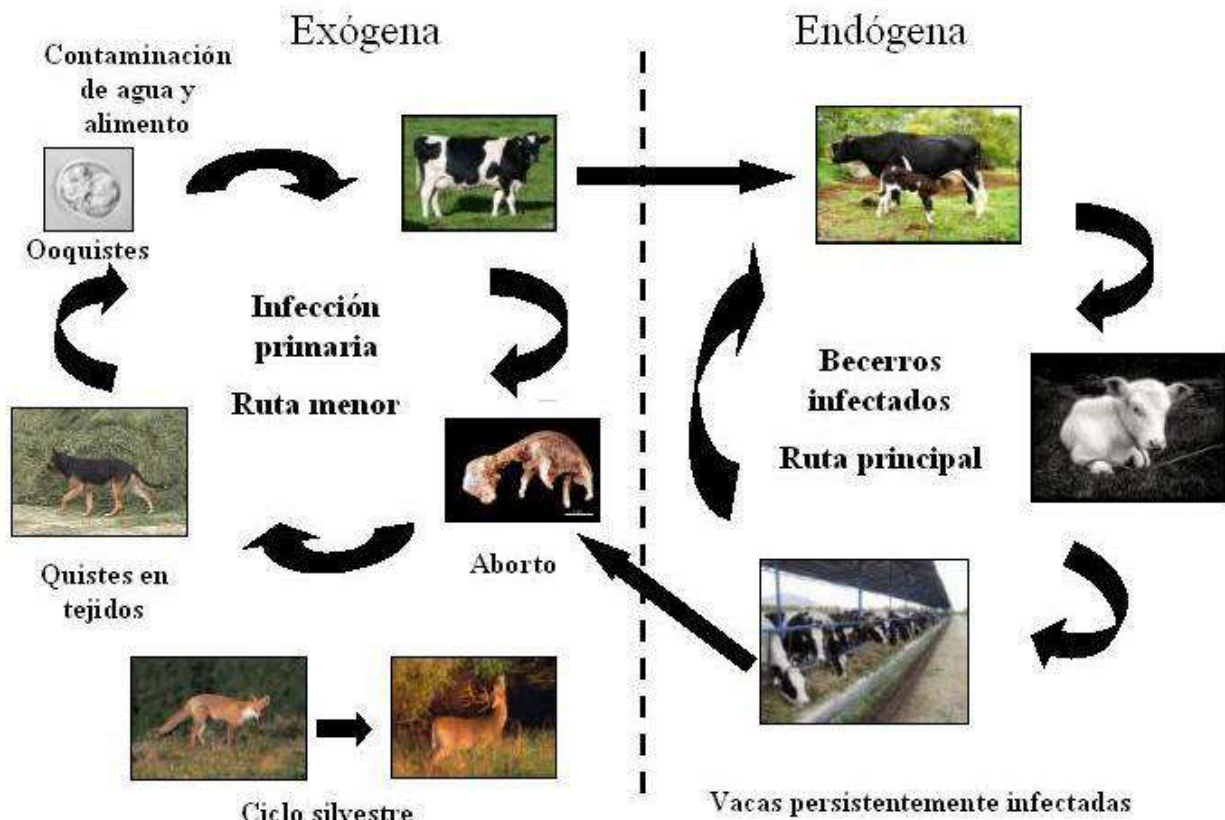 Exógena
Endógena
Contaminación
de agua y
alimento
Ooquistes
Infección
primaria
Ruta menor
Becerros
infectados
Ruta principal
Quistes en
tejidos
Aborto
Ciclo silvestre
Vacas persistentemente infectadas